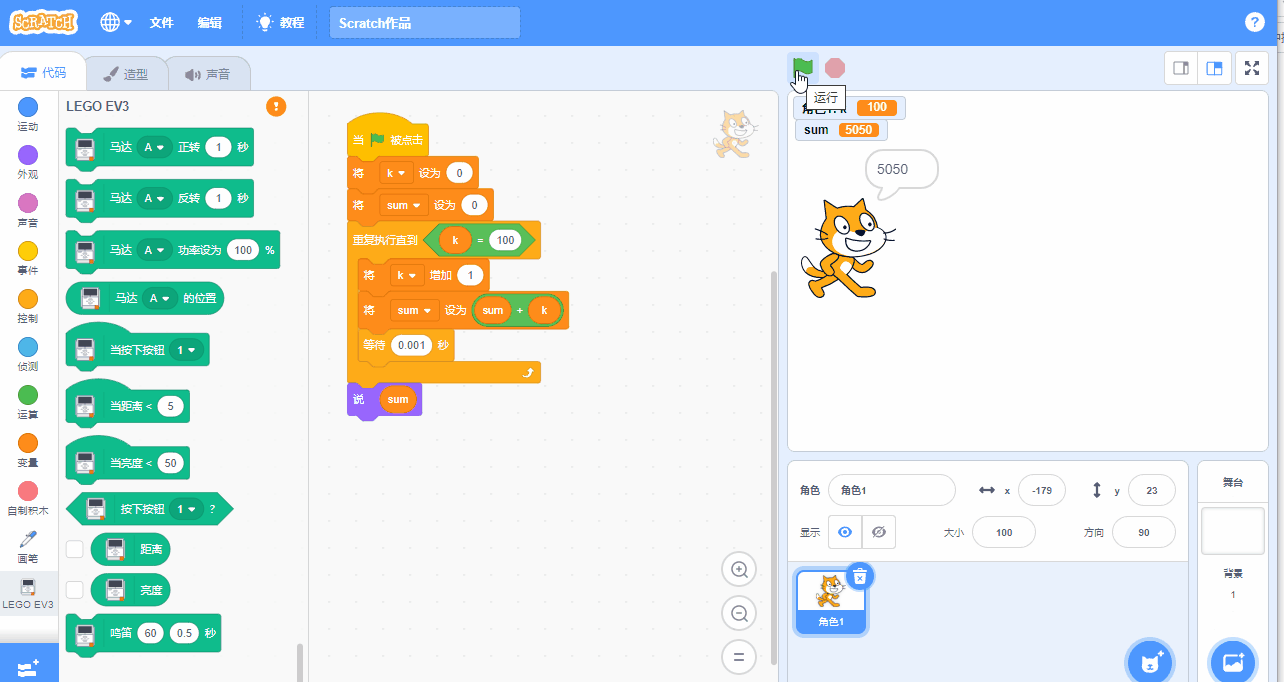 SCRATCH 文件 编辑 教程 Scratch作品 ?
代码 造型 声音
运动
外观
声音
事件
控制
侦测
运算
变量
自制积木
画笔
LEGO EV3
LEGO EV3 !
马达 A 正转 1 秒
马达 A 反转 1 秒
马达 A 功率设为 100 %
马达 A 的位置
当按下按钮 1
当距离 < 5
当亮度 < 50
按下按钮 1 ?
距离
亮度
鸣笛 60 0.5 秒
当 被点击
将 k 设为 0
将 sum 设为 0
重复执行直到 k = 100
将 k 增加 1
将 sum 设为 sum + k
等待 0.001 秒
说 sum
运行
k 100
sum 5050
5050
角色 角色1 x -179 y 23
显示 大小 100 方向 90
角色1
舞台
背景
1